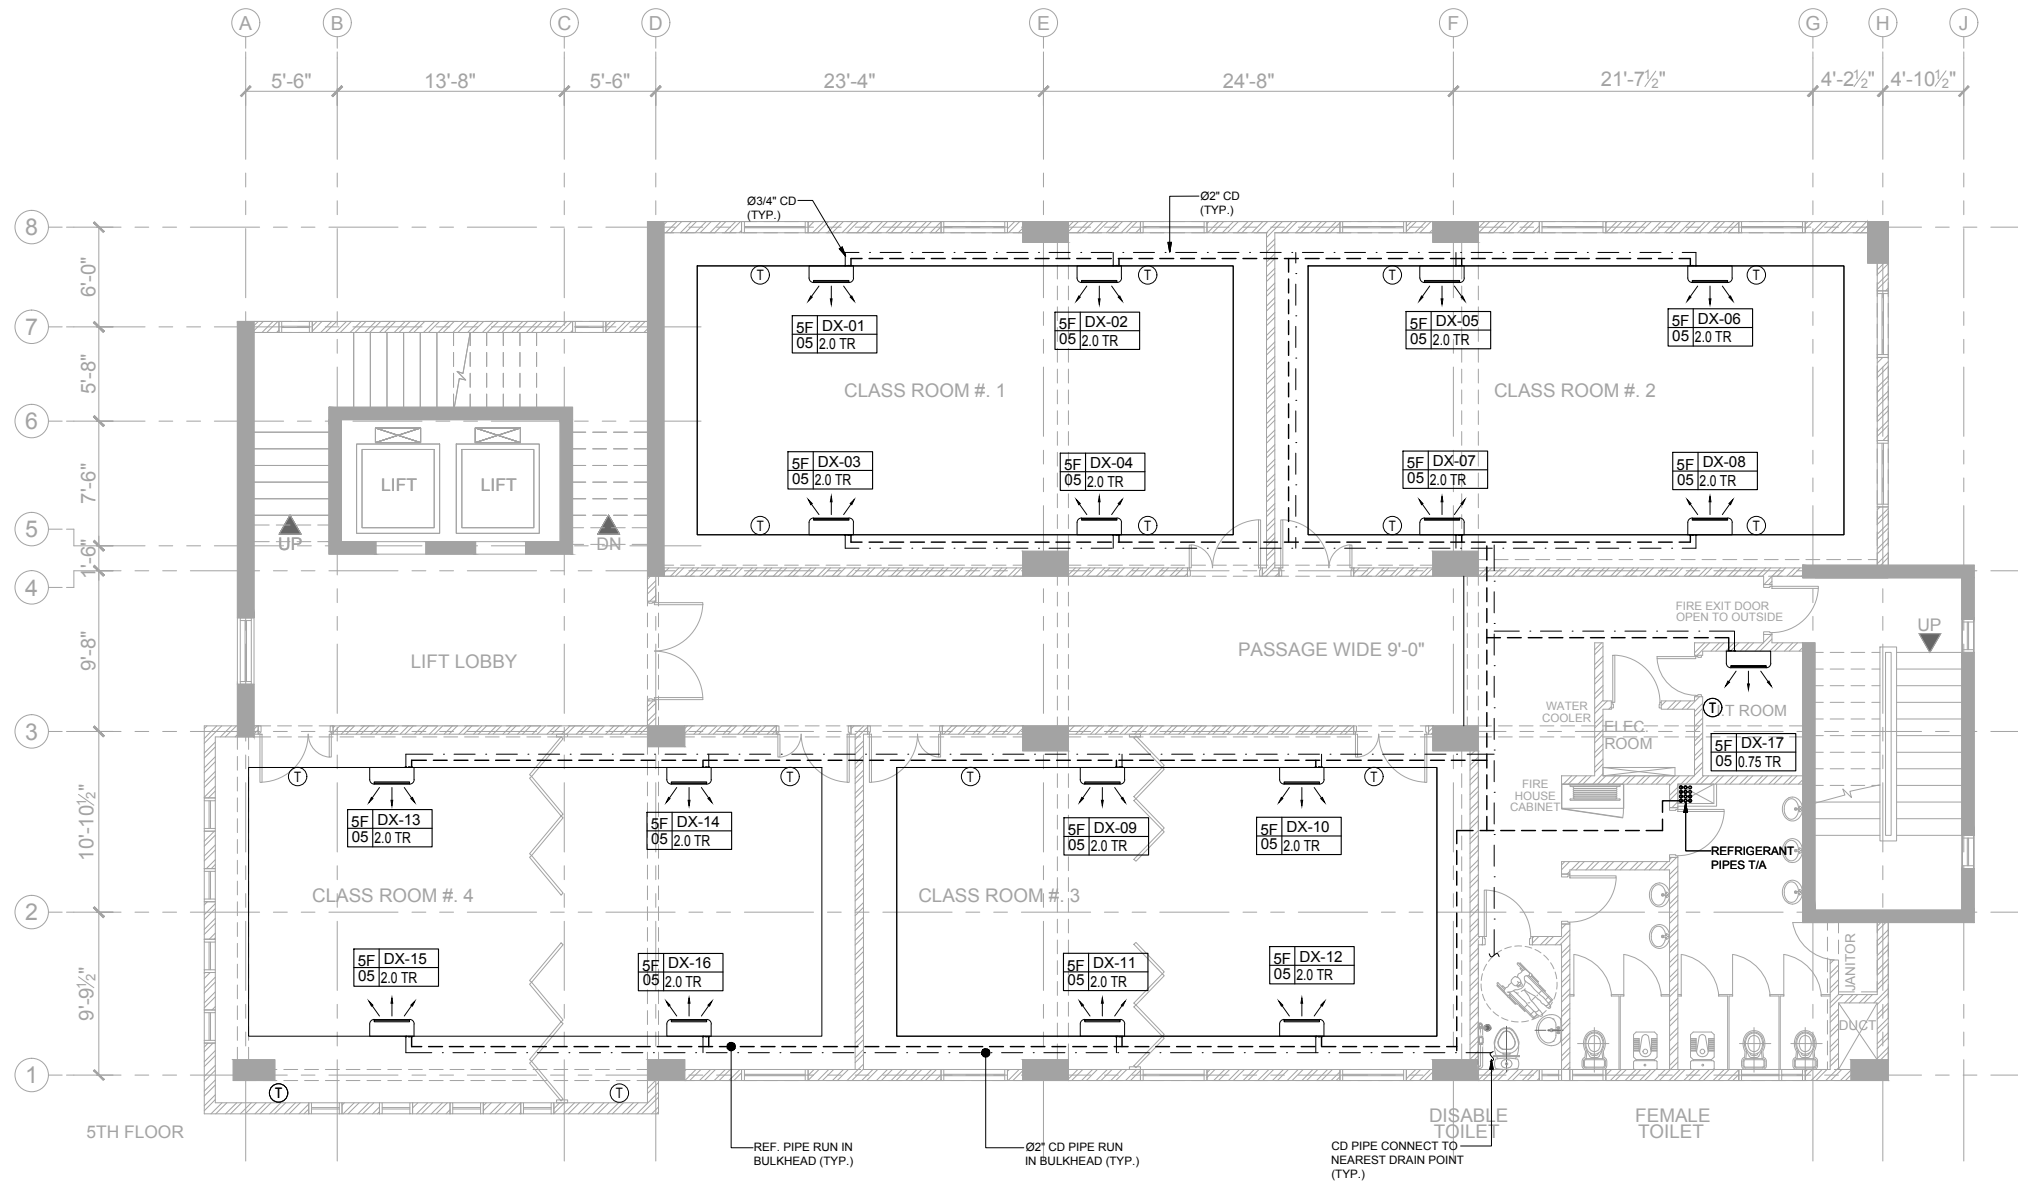 A B C D E F G H J
5'-6" 13'-8" 5'-6" 23'-4" 24'-8" 21'-7½" 4'-2½" 4'-10½"
Ø3/4" CD
(TYP.)
Ø2" CD
(TYP.)
8
6'-0"
7
5'-8"
6
7'-6"
5
1'-6"
4
9'-8"
3
10'-10½"
2
9'-9½"
1
T T T T
5F DX-01
05 2.0 TR
5F DX-02
05 2.0 TR
5F DX-05
05 2.0 TR
5F DX-06
05 2.0 TR
CLASS ROOM #. 1
CLASS ROOM #. 2
5F DX-03
05 2.0 TR
5F DX-04
05 2.0 TR
5F DX-07
05 2.0 TR
5F DX-08
05 2.0 TR
T T T T
LIFT LIFT
UP DN
FIRE EXIT DOOR
OPEN TO OUTSIDE
UP
LIFT LOBBY
PASSAGE WIDE 9'-0"
WATER
COOLER
ELEC.
ROOM
T
T ROOM
5F DX-17
05 0.75 TR
T T T T
FIRE
HOUSE
CABINET
5F DX-13
05 2.0 TR
5F DX-14
05 2.0 TR
5F DX-09
05 2.0 TR
5F DX-10
05 2.0 TR
REFRIGERANT
PIPES T/A
CLASS ROOM #. 4
CLASS ROOM #. 3
5F DX-15
05 2.0 TR
5F DX-16
05 2.0 TR
5F DX-11
05 2.0 TR
5F DX-12
05 2.0 TR
JANITOR
DUCT
T T
5TH FLOOR
DISABLE
TOILET
FEMALE
TOILET
REF. PIPE RUN IN
BULKHEAD (TYP.)
Ø2" CD PIPE RUN
IN BULKHEAD (TYP.)
CD PIPE CONNECT TO
NEAREST DRAIN POINT
(TYP.)